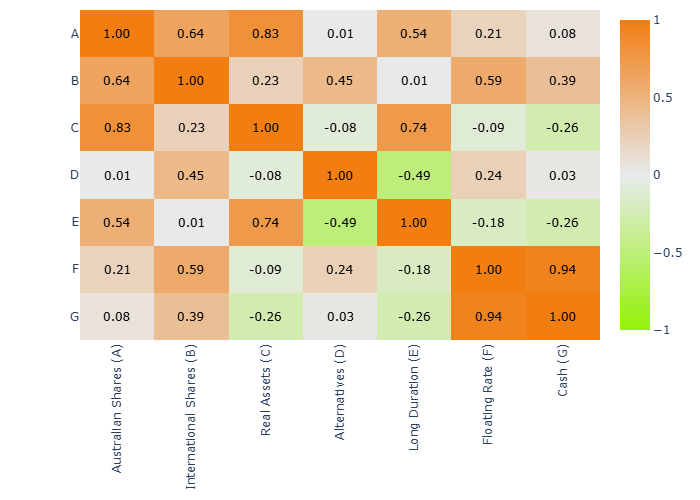 A 1.00 0.64 0.83 0.01 0.54 0.21 0.08
B 0.64 1.00 0.23 0.45 0.01 0.59 0.39
C 0.83 0.23 1.00 -0.08 0.74 -0.09 -0.26
D 0.01 0.45 -0.08 1.00 -0.49 0.24 0.03
E 0.54 0.01 0.74 -0.49 1.00 -0.18 -0.26
F 0.21 0.59 -0.09 0.24 -0.18 1.00 0.94
G 0.08 0.39 -0.26 0.03 -0.26 0.94 1.00
Australian Shares (A)
International Shares (B)
Real Assets (C)
Alternatives (D)
Long Duration (E)
Floating Rate (F)
Cash (G)
1
0.5
0
−0.5
−1